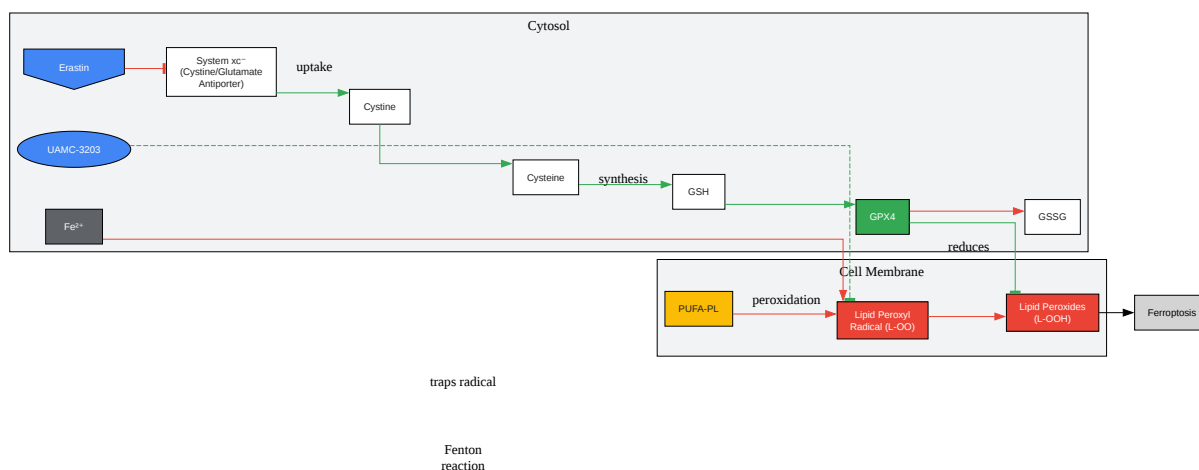 Cytosol
Erastin
System xc⁻
(Cystine/Glutamate
Antiporter)
uptake
Cystine
UAMC-3203
Cysteine
synthesis
GSH
Fe²⁺
GPX4
GSSG
reduces
Cell Membrane
PUFA-PL
peroxidation
Lipid Peroxyl
Radical (L-OO)
Lipid Peroxides
(L-OOH)
Ferroptosis
traps radical
Fenton
reaction